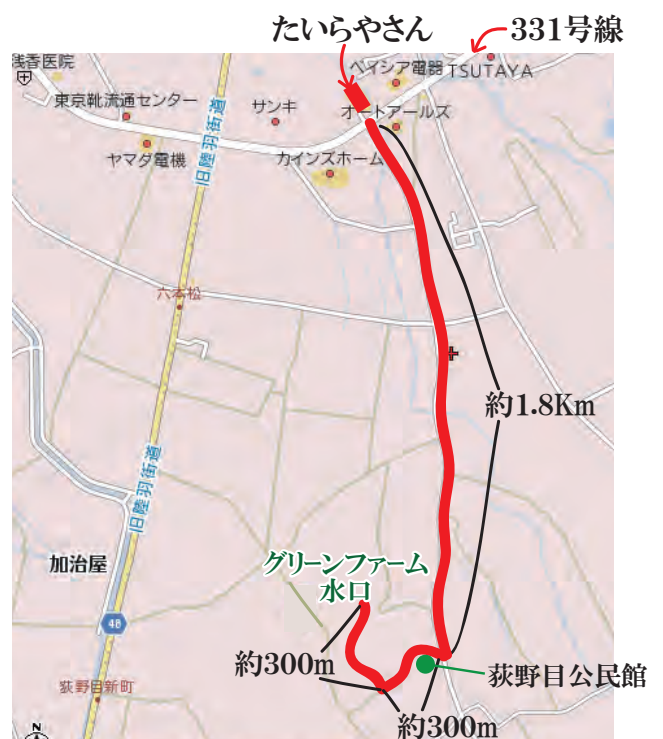 たいらやさん
331号線
浅香医院
ベイシア電器
TSUTAYA
東京靴流通センター
サンキ
オートアールズ
ヤマダ電機
カインズホーム
旧陸羽街道
六本松
約1.8Km
旧陸羽街道
加治屋
グリーンファーム
水口
48
約300m
荻野目公民館
荻野目新町
約300m
N